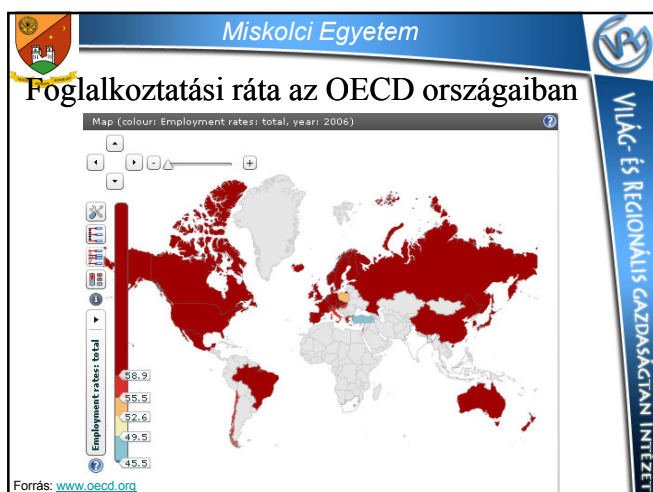 Miskolci Egyetem
Foglalkoztatási ráta az OECD országaiban
Map (colour: Employment rates: total, year: 2006)
?
-
+
i
Employment rates: total
58.9
55.5
52.6
49.5
45.5
?
Forrás: www.oecd.org
VRG
VILÁG- ÉS REGIONÁLIS GAZDASÁGTAN INTÉZET